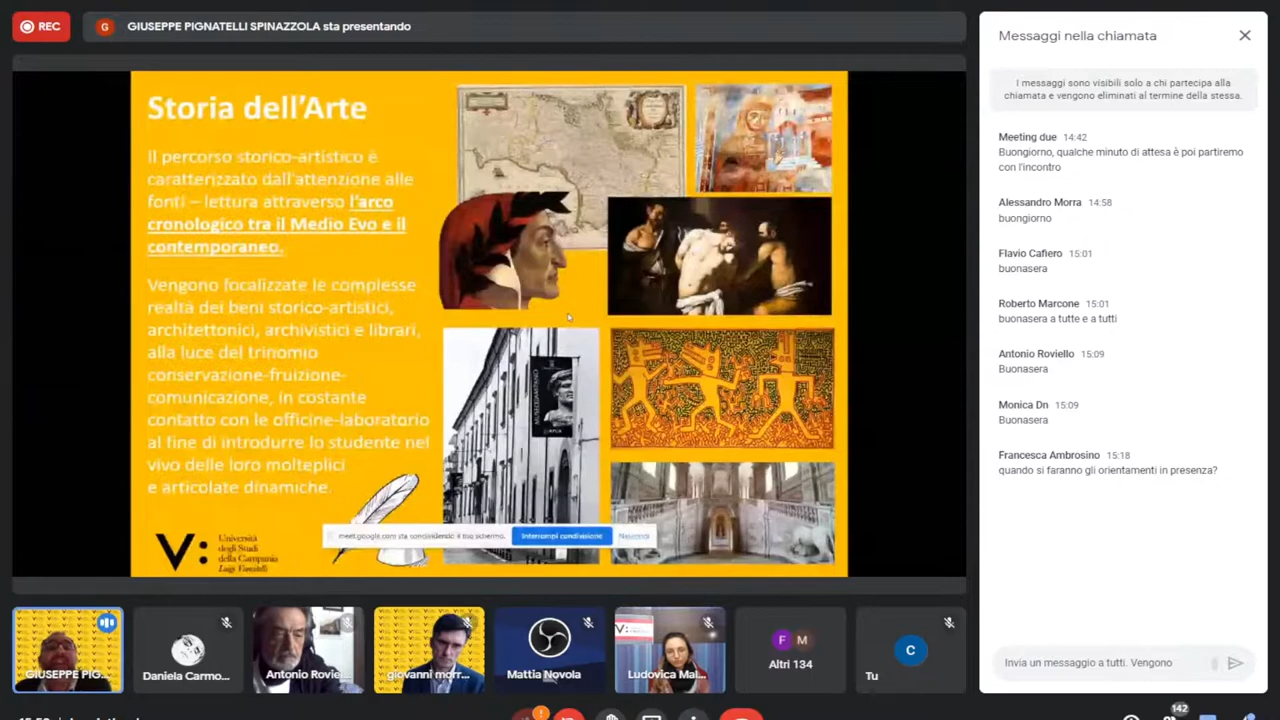 REC
G
GIUSEPPE PIGNATELLI SPINAZZOLA sta presentando
Storia dell'Arte
Il percorso storico-artistico è
caratterizzato dall'attenzione alle
fonti – lettura attraverso l'arco
cronologico tra il Medio Evo e il
contemporaneo.
Vengono focalizzate le complesse
realtà dei beni storico-artistici,
architettonici, archivistici e librari,
alla luce del trinomio
conservazione-fruizione-
comunicazione, in costante
contatto con le officine-laboratorio
al fine di introdurre lo studente nel
vivo delle loro molteplici
e articolate dinamiche.
V:
Università
degli Studi
della Campania
Luigi Vanvitelli
meet.google.com sta condividendo il tuo schermo.
Interrompi condivisione
Nascondi
GIUSEPPE PIG...
Daniela Carmo...
Antonio Rovie...
giovanni morr...
Mattia Novola
Ludovica Mal...
F M
Altri 134
C
Tu
Messaggi nella chiamata
I messaggi sono visibili solo a chi partecipa alla
chiamata e vengono eliminati al termine della stessa.
Meeting due 14:42
Buongiorno, qualche minuto di attesa è poi partiremo
con l'incontro
Alessandro Morra 14:58
buongiorno
Flavio Cafiero 15:01
buonasera
Roberto Marcone 15:01
buonasera a tutte e a tutti
Antonio Roviello 15:09
Buonasera
Monica Dn 15:09
Buonasera
Francesca Ambrosino 15:18
quando si faranno gli orientamenti in presenza?
Invia un messaggio a tutti. Vengono
142